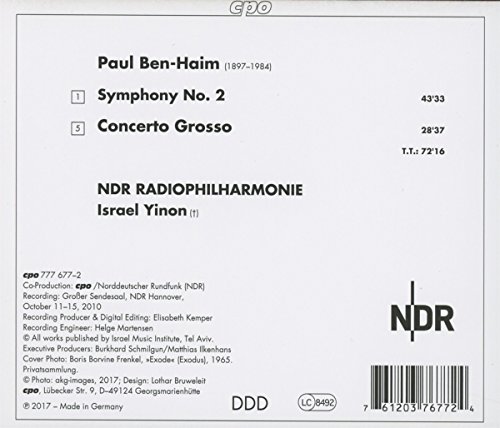 cpo
Paul Ben-Haim (1897–1984)
1 Symphony No. 2 43'33
5 Concerto Grosso 28'37
T.T.: 72'16
NDR RADIOPHILHARMONIE
Israel Yinon (†)
cpo 777 677–2
Co-Production: cpo /Norddeutscher Rundfunk (NDR)
Recording: Großer Sendesaal, NDR Hannover,
October 11–15, 2010
Recording Producer & Digital Editing: Elisabeth Kemper
Recording Engineer: Helge Martensen
© All works published by Israel Music Institute, Tel Aviv.
Executive Producers: Burkhard Schmilgun/Matthias Ilkenhans
Cover Photo: Boris Borvine Frenkel, »Exode« (Exodus), 1965.
Privatsammlung.
© Photo: akg-images, 2017; Design: Lothar Bruweleit
cpo, Lübecker Str. 9, D–49124 Georgsmarienhütte
℗ 2017 – Made in Germany
DDD
LC 8492
NDR
7 61203 76772 4